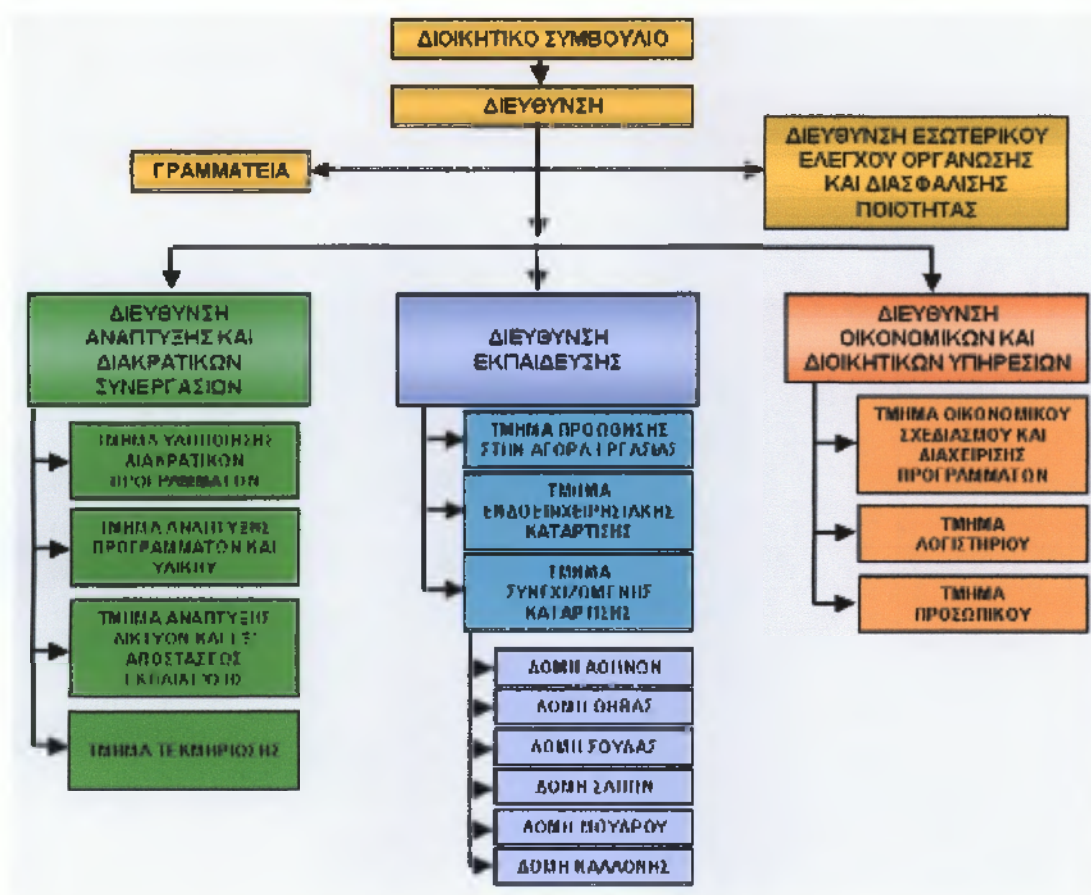 ΔΙΟΙΚΗΤΙΚΟ ΣΥΜΒΟΥΛΙΟ
ΔΙΕΥΘΥΝΣΗ
ΓΡΑΜΜΑΤΕΙΑ
ΔΙΕΥΘΥΝΣΗ ΕΣΩΤΕΡΙΚΟΥ
ΕΛΕΓΧΟΥ ΟΡΓΑΝΩΣΗΣ
ΚΑΙ ΔΙΑΣΦΑΛΙΣΗΣ
ΠΟΙΟΤΗΤΑΣ
ΔΙΕΥΘΥΝΣΗ
ΑΝΑΠΤΥΞΗΣ ΚΑΙ
ΔΙΑΚΡΑΤΙΚΩΝ
ΣΥΝΕΡΓΑΣΙΩΝ
ΤΜΗΜΑ ΥΛΟΠΟΙΗΣΗΣ
ΔΙΑΚΡΑΤΙΚΩΝ
ΠΡΟΓΡΑΜΜΑΤΩΝ
ΤΜΗΜΑ ΑΝΑΠΤΥΞΗΣ
ΠΡΟΓΡΑΜΜΑΤΩΝ ΚΑΙ
ΥΛΙΚΟΥ
ΤΜΗΜΑ ΑΝΑΠΤΥΞΗΣ
ΔΙΚΤΥΩΝ ΚΑΙ ΕΞ'
ΑΠΟΣΤΑΣΕΩΣ
ΕΚΠΑΙΔΕΥΣΗΣ
ΤΜΗΜΑ ΤΕΚΜΗΡΙΩΣΗΣ
ΔΙΕΥΘΥΝΣΗ
ΕΚΠΑΙΔΕΥΣΗΣ
ΤΜΗΜΑ ΠΡΟΩΘΗΣΗΣ
ΣΤΗΝ ΑΓΟΡΑ ΕΡΓΑΣΙΑΣ
ΤΜΗΜΑ
ΕΝΔΟΕΠΙΧΕΙΡΗΣΙΑΚΗΣ
ΚΑΤΑΡΤΙΣΗΣ
ΤΜΗΜΑ
ΣΥΝΕΧΙΖΟΜΕΝΗΣ
ΚΑΤΑΡΤΙΣΗΣ
ΔΟΜΗ ΑΘΗΝΩΝ
ΔΟΜΗ ΘΗΒΑΣ
ΔΟΜΗ ΣΟΥΔΑΣ
ΔΟΜΗ ΣΑΠΠΩΝ
ΔΟΜΗ ΜΟΥΔΡΟΥ
ΔΟΜΗ ΚΑΛΛΟΝΗΣ
ΔΙΕΥΘΥΝΣΗ
ΟΙΚΟΝΟΜΙΚΩΝ ΚΑΙ
ΔΙΟΙΚΗΤΙΚΩΝ ΥΠΗΡΕΣΙΩΝ
ΤΜΗΜΑ ΟΙΚΟΝΟΜΙΚΟΥ
ΣΧΕΔΙΑΣΜΟΥ ΚΑΙ
ΔΙΑΧΕΙΡΙΣΗΣ
ΠΡΟΓΡΑΜΜΑΤΩΝ
ΤΜΗΜΑ
ΛΟΓΙΣΤΗΡΙΟΥ
ΤΜΗΜΑ
ΠΡΟΣΩΠΙΚΟΥ